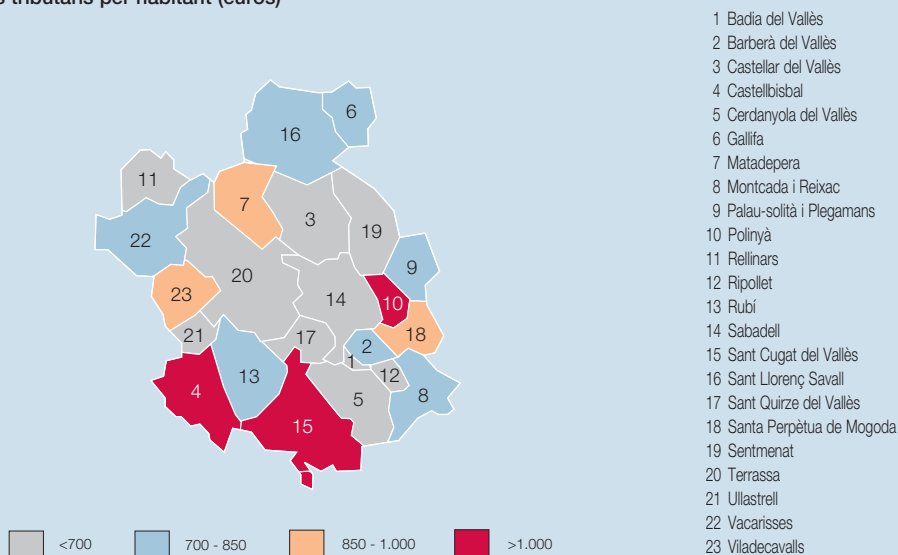 tributaris per habitant (euros)
1 Badia del Vallès
2 Barberà del Vallès
3 Castellar del Vallès
4 Castellbisbal
5 Cerdanyola del Vallès
6 Gallifa
7 Matadepera
8 Montcada i Reixac
9 Palau-solità i Plegamans
10 Polinyà
11 Rellinars
12 Ripollet
13 Rubí
14 Sabadell
15 Sant Cugat del Vallès
16 Sant Llorenç Savall
17 Sant Quirze del Vallès
18 Santa Perpètua de Mogoda
19 Sentmenat
20 Terrassa
21 Ullastrell
22 Vacarisses
23 Viladecavalls
6
16
11
7
3
19
22
9
20
23
14
10
18
21
17
2
1
12
13
4
5
8
15
<700 700 - 850 850 - 1.000 >1.000